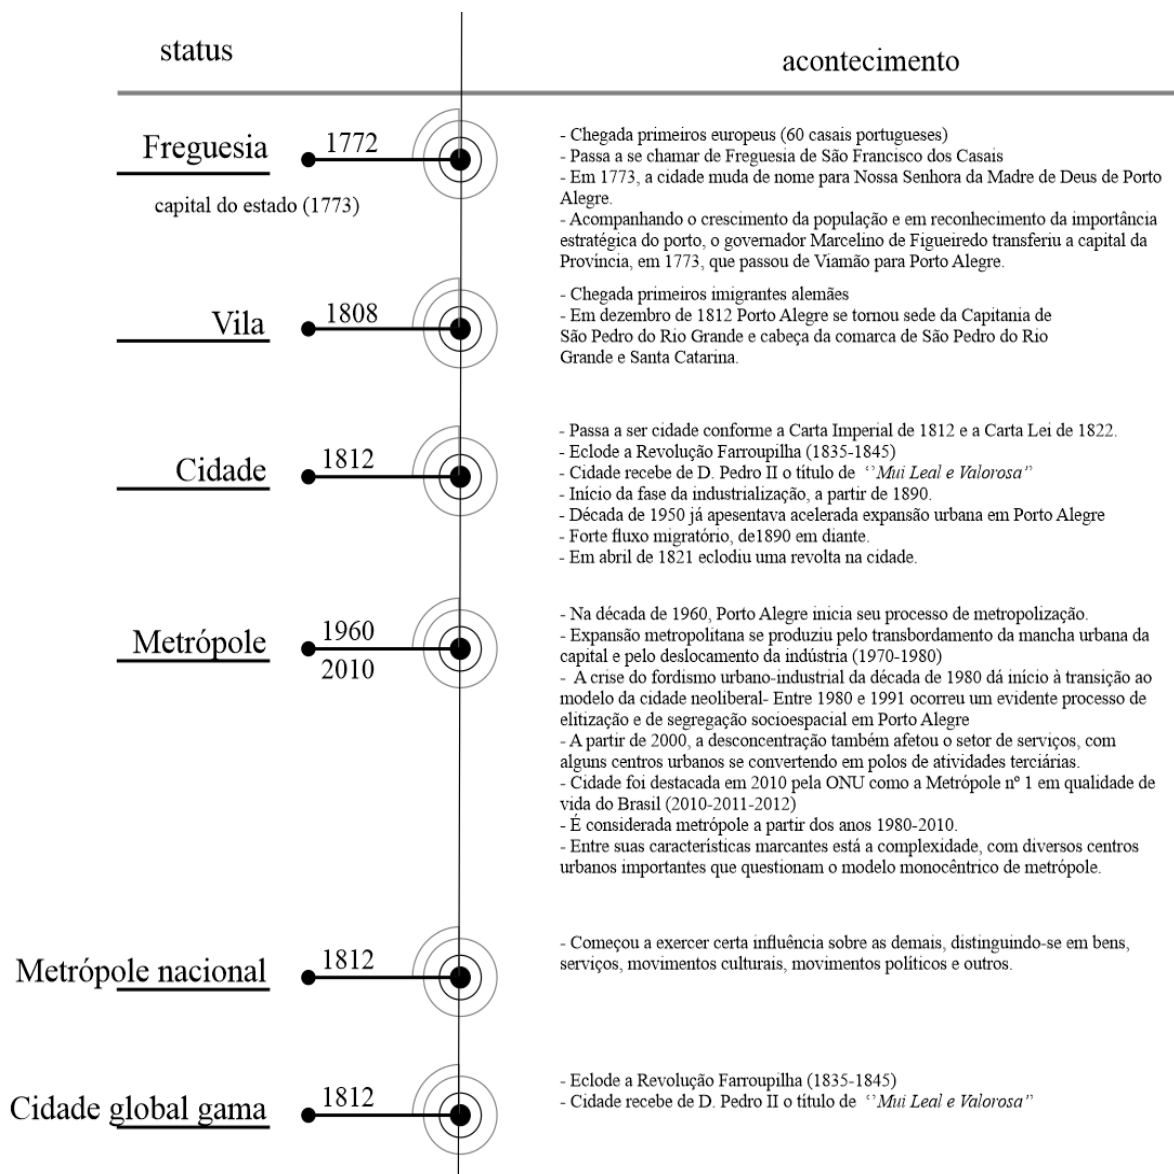 status
acontecimento
Freguesia
1772
capital do estado (1773)
- Chegada primeiros europeus (60 casais portugueses)
- Passa a se chamar de Freguesia de São Francisco dos Casais
- Em 1773, a cidade muda de nome para Nossa Senhora da Madre de Deus de Porto
Alegre.
- Acompanhando o crescimento da população e em reconhecimento da importância
estratégica do porto, o governador Marcelino de Figueiredo transferiu a capital da
Província, em 1773, que passou de Viamão para Porto Alegre.
Vila
1808
- Chegada primeiros imigrantes alemães
- Em dezembro de 1812 Porto Alegre se tornou sede da Capitania de
São Pedro do Rio Grande e cabeça da comarca de São Pedro do Rio
Grande e Santa Catarina.
Cidade
1812
- Passa a ser cidade conforme a Carta Imperial de 1812 e a Carta Lei de 1822.
- Eclode a Revolução Farroupilha (1835-1845)
- Cidade recebe de D. Pedro II o título de ‘‘Mui Leal e Valorosa’’
- Início da fase da industrialização, a partir de 1890.
- Década de 1950 já apesentava acelerada expansão urbana em Porto Alegre
- Forte fluxo migratório, de1890 em diante.
- Em abril de 1821 eclodiu uma revolta na cidade.
Metrópole
1960
2010
- Na década de 1960, Porto Alegre inicia seu processo de metropolização.
- Expansão metropolitana se produziu pelo transbordamento da mancha urbana da
capital e pelo deslocamento da indústria (1970-1980)
- A crise do fordismo urbano-industrial da década de 1980 dá início à transição ao
modelo da cidade neoliberal- Entre 1980 e 1991 ocorreu um evidente processo de
elitização e de segregação socioespacial em Porto Alegre
- A partir de 2000, a desconcentração também afetou o setor de serviços, com
alguns centros urbanos se convertendo em polos de atividades terciárias.
- Cidade foi destacada em 2010 pela ONU como a Metrópole nº 1 em qualidade de
vida do Brasil (2010-2011-2012)
- É considerada metrópole a partir dos anos 1980-2010.
- Entre suas características marcantes está a complexidade, com diversos centros
urbanos importantes que questionam o modelo monocêntrico de metrópole.
Metrópole nacional
1812
- Começou a exercer certa influência sobre as demais, distinguindo-se em bens,
serviços, movimentos culturais, movimentos políticos e outros.
Cidade global gama
1812
- Eclode a Revolução Farroupilha (1835-1845)
- Cidade recebe de D. Pedro II o título de ‘‘Mui Leal e Valorosa’’